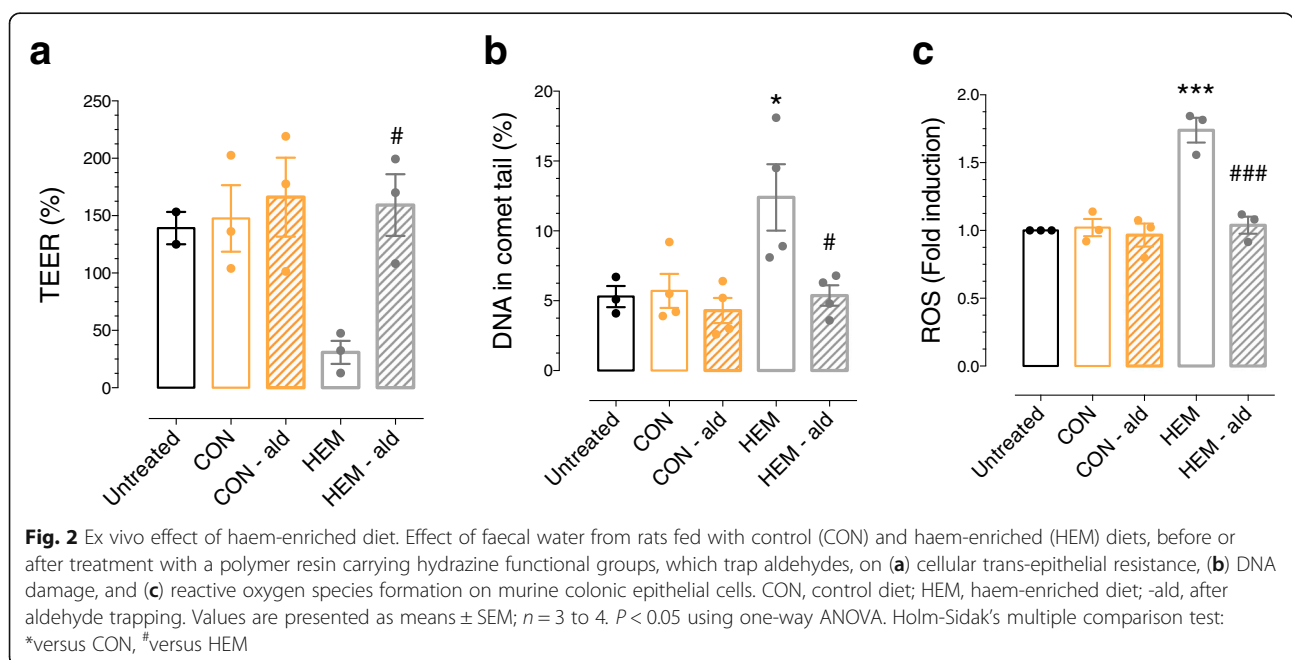 a
TEER (%)
250
200
150
100
50
0
#
Untreated
CON
CON - ald
HEM
HEM - ald
b
DNA in comet tail (%)
20
15
10
5
0
*
#
Untreated
CON
CON - ald
HEM
HEM - ald
c
ROS (Fold induction)
2.0
1.5
1.0
0.5
0.0
***
###
Untreated
CON
CON - ald
HEM
HEM - ald
Fig. 2 Ex vivo effect of haem-enriched diet. Effect of faecal water from rats fed with control (CON) and haem-enriched (HEM) diets, before or
after treatment with a polymer resin carrying hydrazine functional groups, which trap aldehydes, on (a) cellular trans-epithelial resistance, (b) DNA
damage, and (c) reactive oxygen species formation on murine colonic epithelial cells. CON, control diet; HEM, haem-enriched diet; -ald, after
aldehyde trapping. Values are presented as means ± SEM; n = 3 to 4. P < 0.05 using one-way ANOVA. Holm-Sidak's multiple comparison test:
*versus CON, #versus HEM